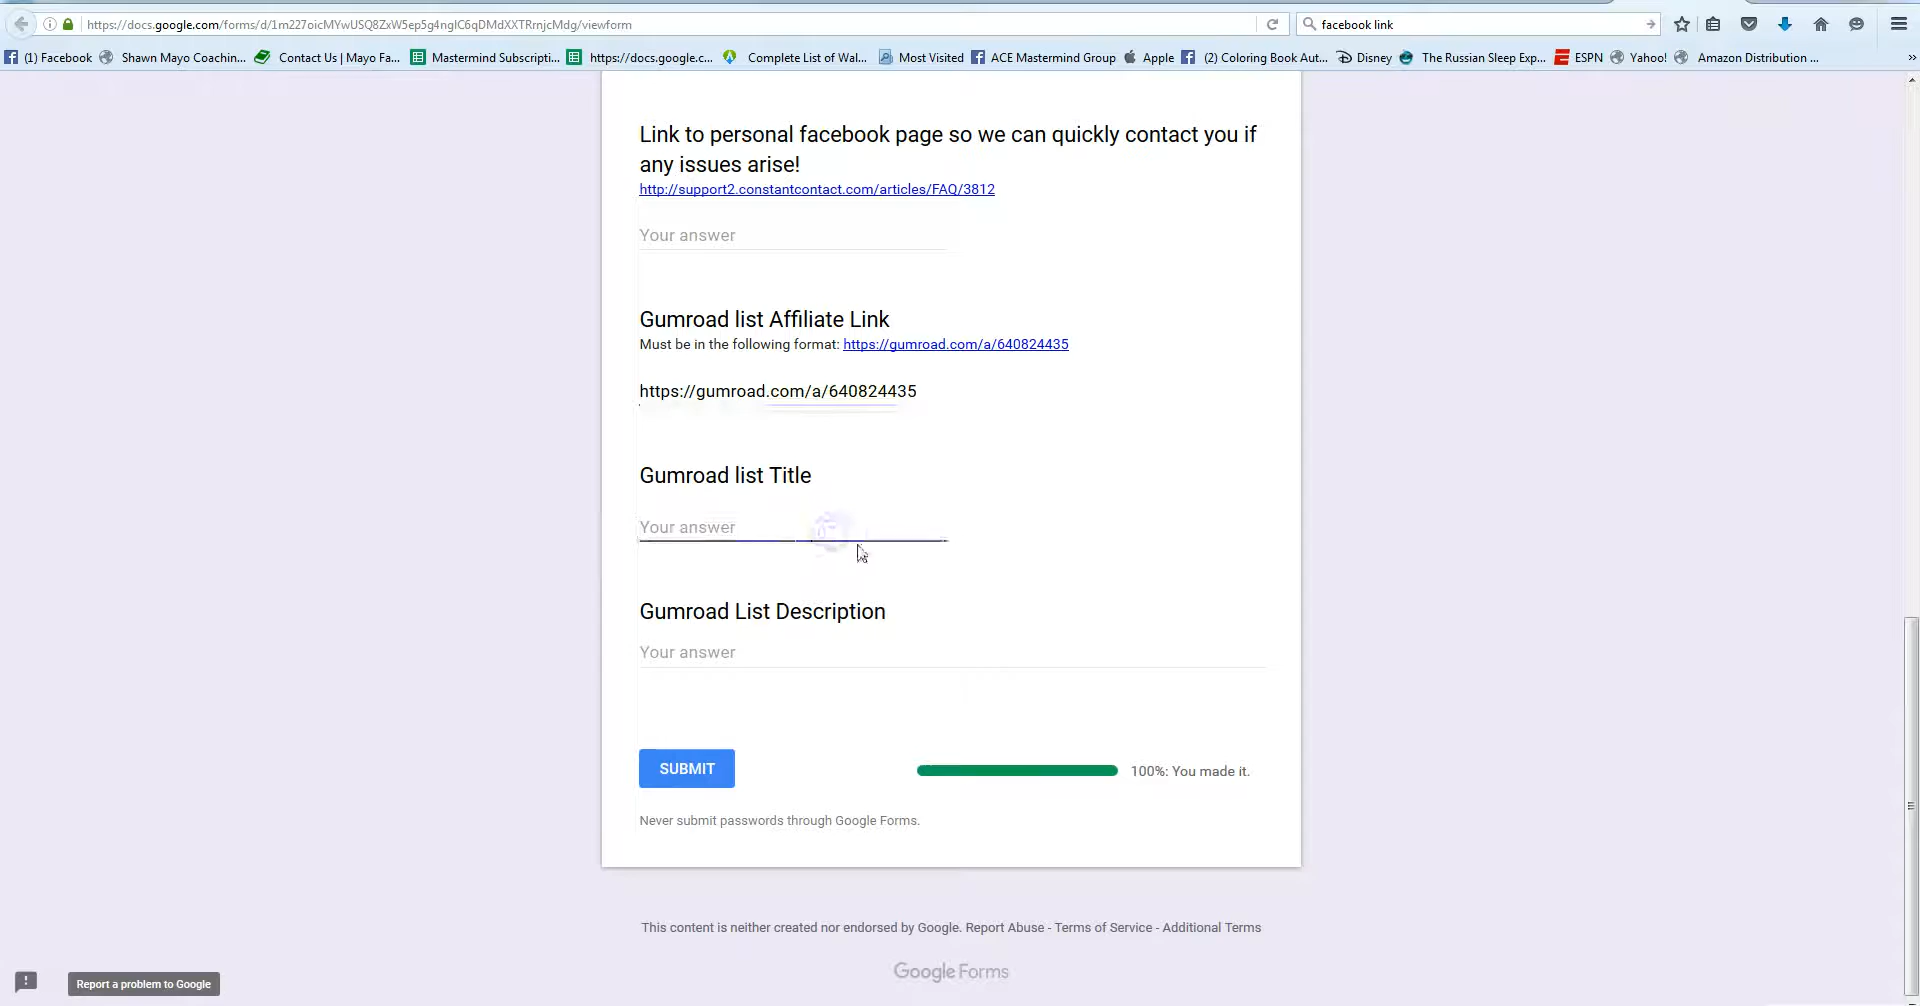 https://docs.google.com/forms/d/1m227oicMYwUSQ8ZxW5ep5g4nglC6qDMdXXTRrnjcMdg/viewform
facebook link
(1) Facebook
Shawn Mayo Coachin...
Contact Us | Mayo Fa...
Mastermind Subscripti...
https://docs.google.c...
Complete List of Wal...
Most Visited
ACE Mastermind Group
Apple
(2) Coloring Book Aut...
Disney
The Russian Sleep Exp...
ESPN
Yahoo!
Amazon Distribution ...
Link to personal facebook page so we can quickly contact you if
any issues arise!
http://support2.constantcontact.com/articles/FAQ/3812
Your answer
Gumroad list Affiliate Link
Must be in the following format: https://gumroad.com/a/640824435
https://gumroad.com/a/640824435
Gumroad list Title
Your answer
Gumroad List Description
Your answer
SUBMIT
100%: You made it.
Never submit passwords through Google Forms.
This content is neither created nor endorsed by Google. Report Abuse - Terms of Service - Additional Terms
Google Forms
Report a problem to Google